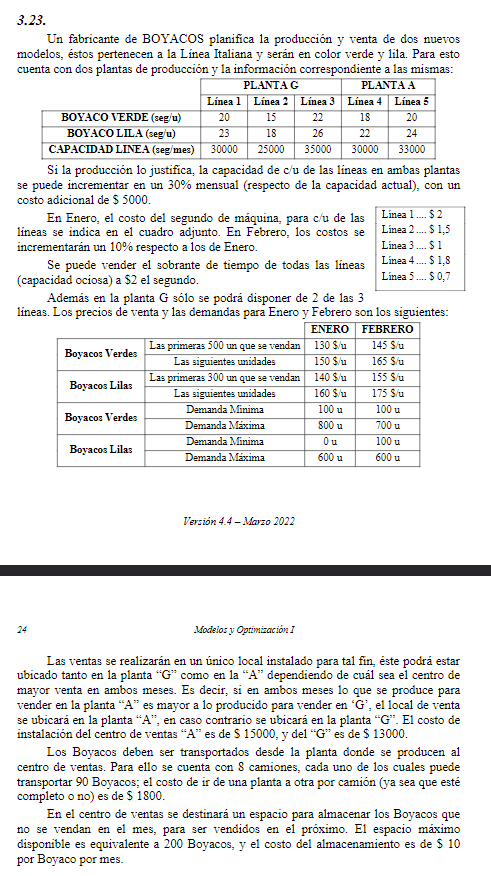 3.23.
Un fabricante de BOYACOS planifica la producción y venta de dos nuevos
modelos, éstos pertenecen a la Línea Italiana y serán en color verde y lila. Para esto
cuenta con dos plantas de producción y la información correspondiente a las mismas:
PLANTA G PLANTA A
Línea 1 Línea 2 Línea 3 Línea 4 Línea 5
BOYACO VERDE (seg/u) 20 15 22 18 20
BOYACO LILA (seg/u) 23 18 26 22 24
CAPACIDAD LINEA (seg/mes) 30000 25000 35000 30000 33000
Si la producción lo justifica, la capacidad de c/u de las líneas en ambas plantas
se puede incrementar en un 30% mensual (respecto de la capacidad actual), con un
costo adicional de $ 5000.
En Enero, el costo del segundo de máquina, para c/u de las
líneas se indica en el cuadro adjunto. En Febrero, los costos se
incrementarán un 10% respecto a los de Enero.
Se puede vender el sobrante de tiempo de todas las líneas
(capacidad ociosa) a $2 el segundo.
Línea 1 .... $ 2
Línea 2 .... $ 1,5
Línea 3 .... $ 1
Línea 4 .... $ 1,8
Línea 5 .... $ 0,7
Además en la planta G sólo se podrá disponer de 2 de las 3
líneas. Los precios de venta y las demandas para Enero y Febrero son los siguientes:
ENERO FEBRERO
Boyacos Verdes Las primeras 500 un que se vendan 130 $/u 145 $/u
Las siguientes unidades 150 $/u 165 $/u
Boyacos Lilas Las primeras 300 un que se vendan 140 $/u 155 $/u
Las siguientes unidades 160 $/u 175 $/u
Boyacos Verdes Demanda Mínima 100 u 100 u
Demanda Máxima 800 u 700 u
Boyacos Lilas Demanda Mínima 0 u 100 u
Demanda Máxima 600 u 600 u
Versión 4.4 – Marzo 2022
24 Modelos y Optimización I
Las ventas se realizarán en un único local instalado para tal fin, éste podrá estar
ubicado tanto en la planta “G” como en la “A” dependiendo de cuál sea el centro de
mayor venta en ambos meses. Es decir, si en ambos meses lo que se produce para
vender en la planta “A” es mayor a lo producido para vender en ‘G’, el local de venta
se ubicará en la planta “A”, en caso contrario se ubicará en la planta “G”. El costo de
instalación del centro de ventas “A” es de $ 15000, y del “G” es de $ 13000.
Los Boyacos deben ser transportados desde la planta donde se producen al
centro de ventas. Para ello se cuenta con 8 camiones, cada uno de los cuales puede
transportar 90 Boyacos; el costo de ir de una planta a otra por camión (ya sea que esté
completo o no) es de $ 1800.
En el centro de ventas se destinará un espacio para almacenar los Boyacos que
no se vendan en el mes, para ser vendidos en el próximo. El espacio máximo
disponible es equivalente a 200 Boyacos, y el costo del almacenamiento es de $ 10
por Boyaco por mes.